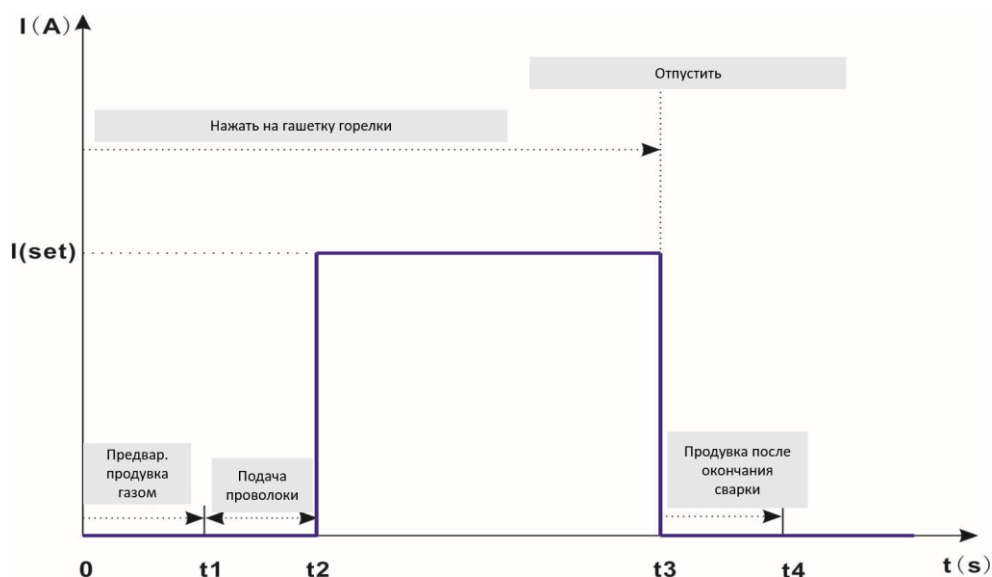 I(A)
Отпустить
Нажать на гашетку горелки
I(set)
Предвар.
продувка
газом
Подача
проволоки
Продувка после
окончания
сварки
0
t1
t2
t3
t4
t(s)